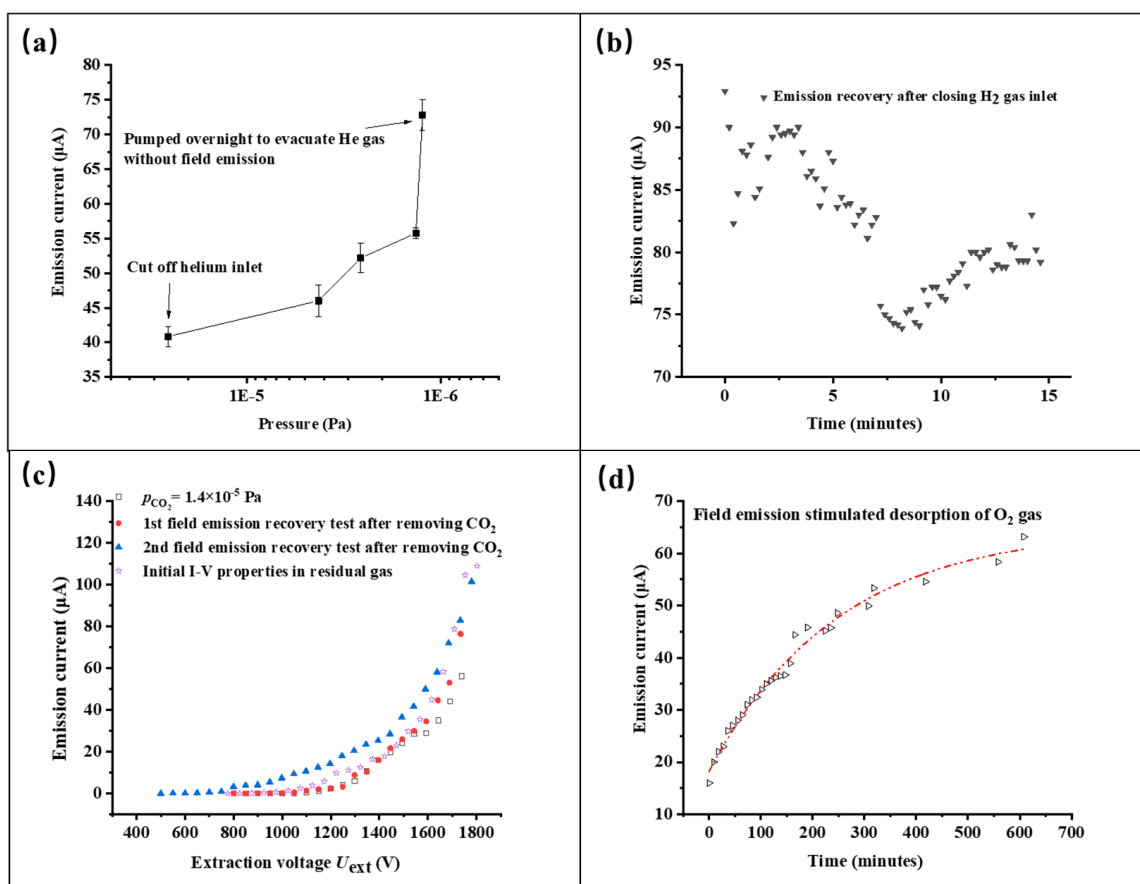 (a)
80
75
70
65
60
55
50
45
40
35
Emission current (μA)
Pumped overnight to evacuate He gas
without field emission
Cut off helium inlet
1E-5
1E-6
Pressure (Pa)
(b)
95
90
85
80
75
70
Emission current (μA)
Emission recovery after closing H2 gas inlet
0
5
10
15
Time (minutes)
(c)
140
120
100
80
60
40
20
0
Emission current (μA)
pCO2= 1.4×10-5 Pa
1st field emission recovery test after removing CO2
2nd field emission recovery test after removing CO2
Initial I-V properties in residual gas
400
600
800
1000
1200
1400
1600
1800
Extraction voltage Uext (V)
(d)
70
60
50
40
30
20
10
Emission current (μA)
Field emission stimulated desorption of O2 gas
0
100
200
300
400
500
600
700
Time (minutes)